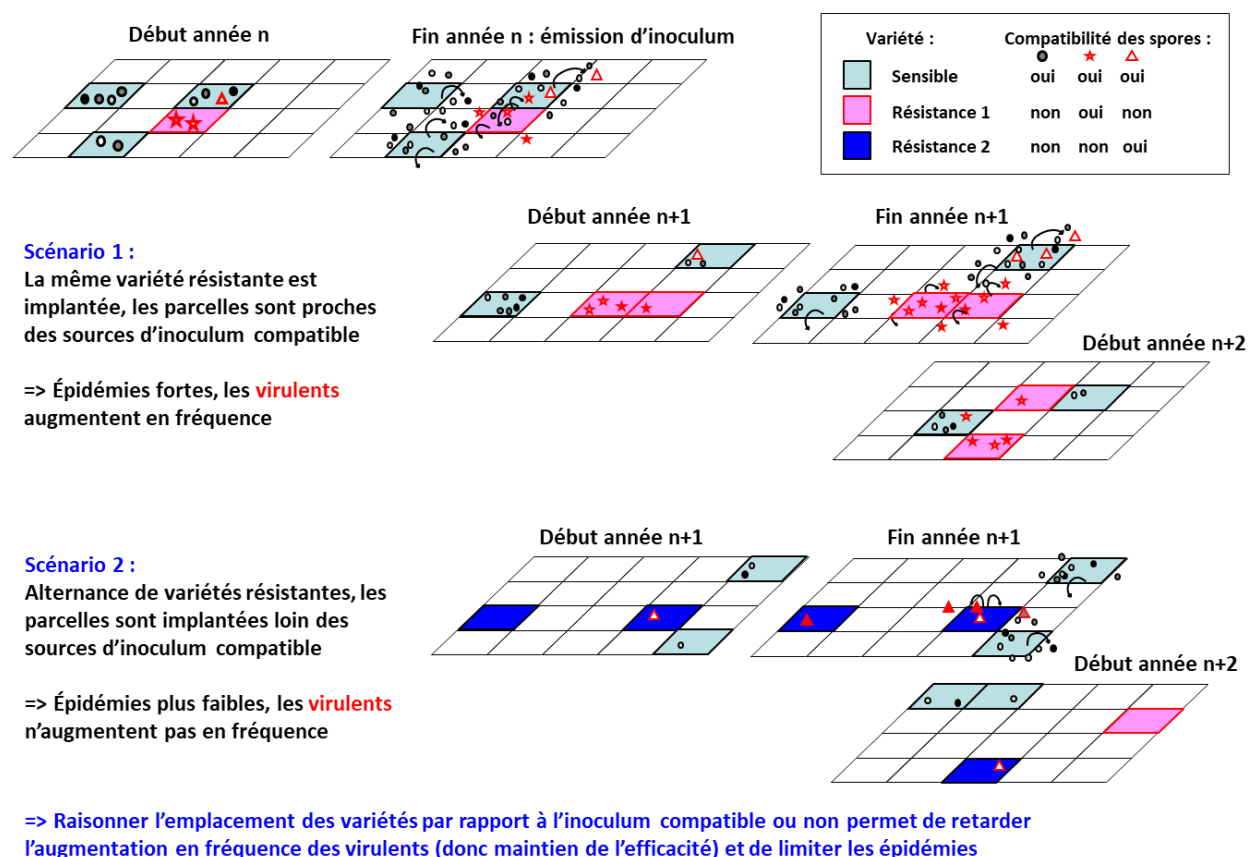 Début année n
Fin année n : émission d’inoculum
Variété :
Compatibilité des spores :
Sensible oui oui oui
Résistance 1 non oui non
Résistance 2 non non oui
Début année n+1
Fin année n+1
Scénario 1 :
La même variété résistante est
implantée, les parcelles sont proches
des sources d’inoculum compatible
Début année n+2
=> Épidémies fortes, les virulents
augmentent en fréquence
Début année n+1
Fin année n+1
Scénario 2 :
Alternance de variétés résistantes, les
parcelles sont implantées loin des
sources d’inoculum compatible
Début année n+2
=> Épidémies plus faibles, les virulents
n’augmentent pas en fréquence
=> Raisonner l’emplacement des variétés par rapport à l’inoculum compatible ou non permet de retarder
l’augmentation en fréquence des virulents (donc maintien de l’efficacité) et de limiter les épidémies